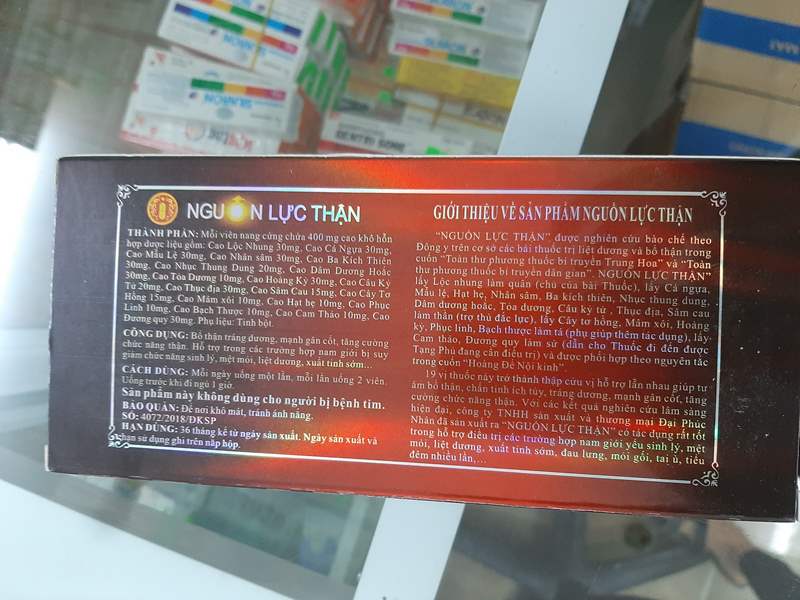 SILYMON
SILYMON
GENTRI SONE
NGUỒN LỰC THẬN
THÀNH PHẦN: Mỗi viên nang cứng chứa 400 mg cao khô hỗn
hợp dược liệu gồm: Cao Lộc Nhung 30mg, Cao Cá Ngựa 30mg,
Cao Mẫu Lệ 30mg, Cao Nhân sâm 30mg, Cao Ba Kích Thiên
30mg, Cao Nhục Thung Dung 20mg, Cao Dâm Dương Hoắc
30mg, Cao Tỏa Dương 10mg, Cao Hoàng Kỳ 30mg, Cao Câu Kỷ
Tử 20mg, Cao Thục địa 30mg, Cao Sâm Cau 15mg, Cao Cây Tơ
Hồng 15mg, Cao Mâm xôi 10mg, Cao Hạt hẹ 10mg, Cao Phục
Linh 10mg, Cao Bạch Thược 10mg, Cao Cam Thảo 10mg, Cao
Đương quy 30mg. Phụ liệu: Tinh bột.
CÔNG DỤNG: Bổ thận tráng dương, mạnh gân cốt, tăng cường
chức năng thận. Hỗ trợ trong các trường hợp nam giới bị suy
giảm chức năng sinh lý, mệt mỏi, liệt dương, xuất tinh sớm...
CÁCH DÙNG: Mỗi ngày uống một lần, mỗi lần uống 2 viên.
Uống trước khi đi ngủ 1 giờ.
Sản phẩm này không dùng cho người bị bệnh tim.
BẢO QUẢN: Để nơi khô mát, tránh ánh nắng.
SỐ: 4072/2018/ĐKSP
HẠN DÙNG: 36 tháng kể từ ngày sản xuất. Ngày sản xuất và
hạn sử dụng ghi trên nắp hộp.
GIỚI THIỆU VỀ SẢN PHẨM NGUỒN LỰC THẬN
“NGUỒN LỰC THẬN” được nghiên cứu bào chế theo
Đông y trên cơ sở các bài thuốc trị liệt dương và bổ thận trong
cuốn “Toàn thư phương thuốc bí truyền Trung Hoa” và “Toàn
thư phương thuốc bí truyền dân gian”. NGUỒN LỰC THẬN”
lấy Lộc nhung làm quân (chủ của bài Thuốc), lấy Cá ngựa,
Mẫu lệ, Hạt hẹ, Nhân sâm, Ba kích thiên, Nhục thung dung,
Dâm dương hoắc, Tỏa dương, Câu kỷ tử , Thục địa, Sâm cau
làm thần (trợ thủ đắc lực), lấy Cây tơ hồng, Mâm xôi, Hoàng
kỳ, Phục linh, Bạch thược làm tá (phụ giúp thêm tác dụng), lấy
Cam thảo, Đương quy làm sứ (dẫn cho Thuốc đi đến được
Tạng Phủ đang cần điều trị) và được phối hợp theo nguyên tắc
trong cuốn “Hoàng Đế Nội kinh”.
19 vị thuốc này trở thành thập cứu vị hỗ trợ lẫn nhau giúp tư
âm bổ thận, chấn tinh ích tủy, tráng dương, mạnh gân cốt, tăng
cường chức năng thận. Với các kết quả nghiên cứu lâm sàng
hiện đại, công ty TNHH sản xuất và thương mại Đại Phúc
Nhân đã sản xuất ra “NGUỒN LỰC THẬN” có tác dụng rất tốt
trong hỗ trợ điều trị các trường hợp nam giới yếu sinh lý, mệt
mỏi, liệt dương, xuất tinh sớm, đau lưng, mỏi gối, tai ù, tiểu
đêm nhiều lần,...